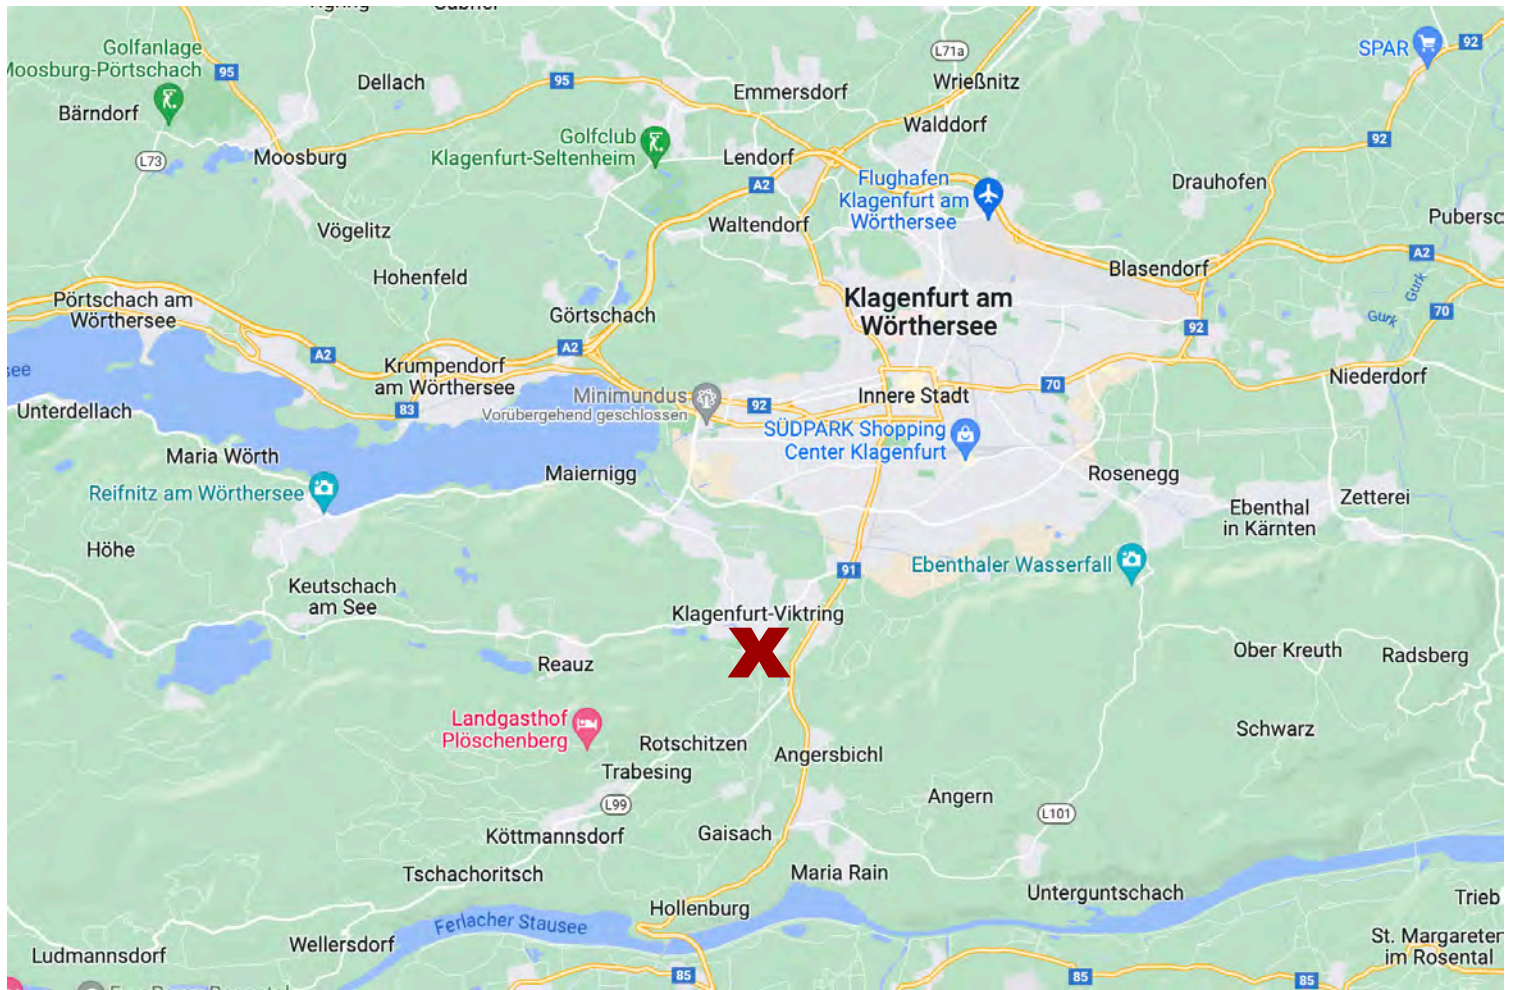 Golfanlage
Moosburg-Pörtschach
95
Dellach
95
L71a
SPAR
92
Bärndorf
Emmersdorf
Wrießnitz
Walddorf
92
L73
Moosburg
Golfclub
Klagenfurt-Seltenheim
Lendorf
A2
Flughafen
Klagenfurt am
Wörthersee
Drauhofen
Vögelitz
Waltendorf
A2
Hohenfeld
Blasendorf
Gurk
Pörtschach am
Wörthersee
Görtschach
Klagenfurt am
Wörthersee
92
Gurk
70
A2
A2
Krumpendorf
am Wörthersee
see
83
Minimundus
Vorübergehend geschlossen
92
Innere Stadt
70
Niederdorf
Unterdellach
SÜDPARK Shopping
Center Klagenfurt
Maria Wörth
Reifnitz am Wörthersee
Maiernigg
Rosenegg
Ebenthal
in Kärnten
Zetterei
Höhe
Keutschach
am See
91
Ebenthaler Wasserfall
Klagenfurt-Viktring
X
Reauz
Ober Kreuth
Radsberg
Landgasthof
Plöschenberg
Rotschitzen
Trabesing
Angersbichl
Schwarz
L99
Angern
L101
Köttmannsdorf
Gaisach
Tschachoritsch
Maria Rain
Unterguntschach
Trieb
Hollenburg
Ferlacher Stausee
Ludmannsdorf
Wellersdorf
St. Margareten
im Rosental
85
85
85